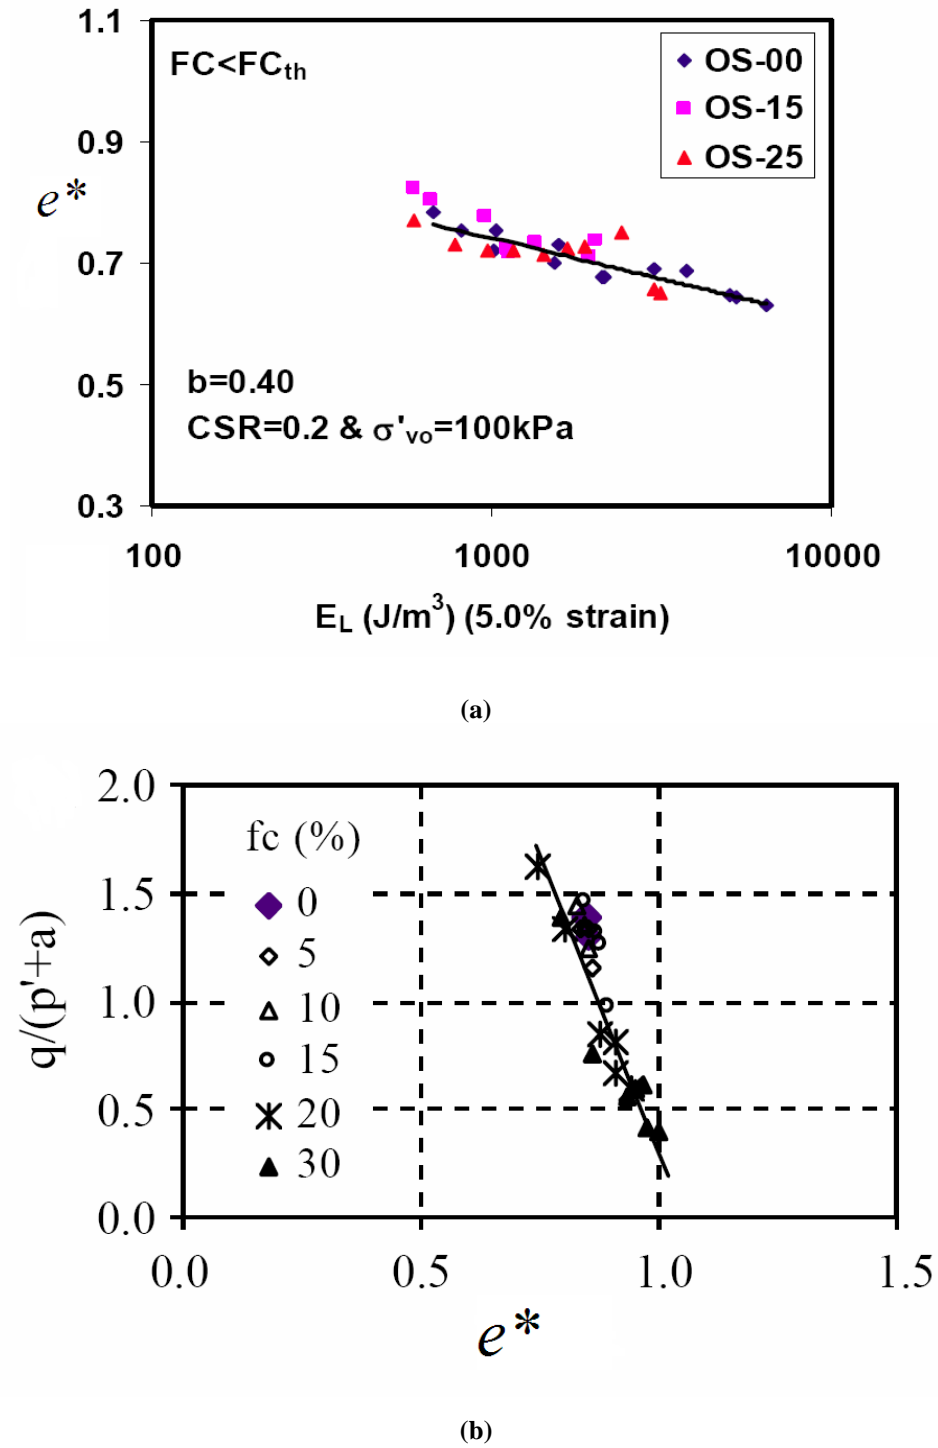 1.1
FC<FCth
OS-00
OS-15
OS-25
0.9
e*
0.7
0.5
b=0.40
CSR=0.2 & σ'vo=100kPa
0.3
100 1000 10000
EL (J/m3) (5.0% strain)
(a)
2.0
fc (%)
1.5
0
5
1.0
10
15
0.5
20
30
0.0
q/(p'+a)
0.0 0.5 1.0 1.5
e*
(b)